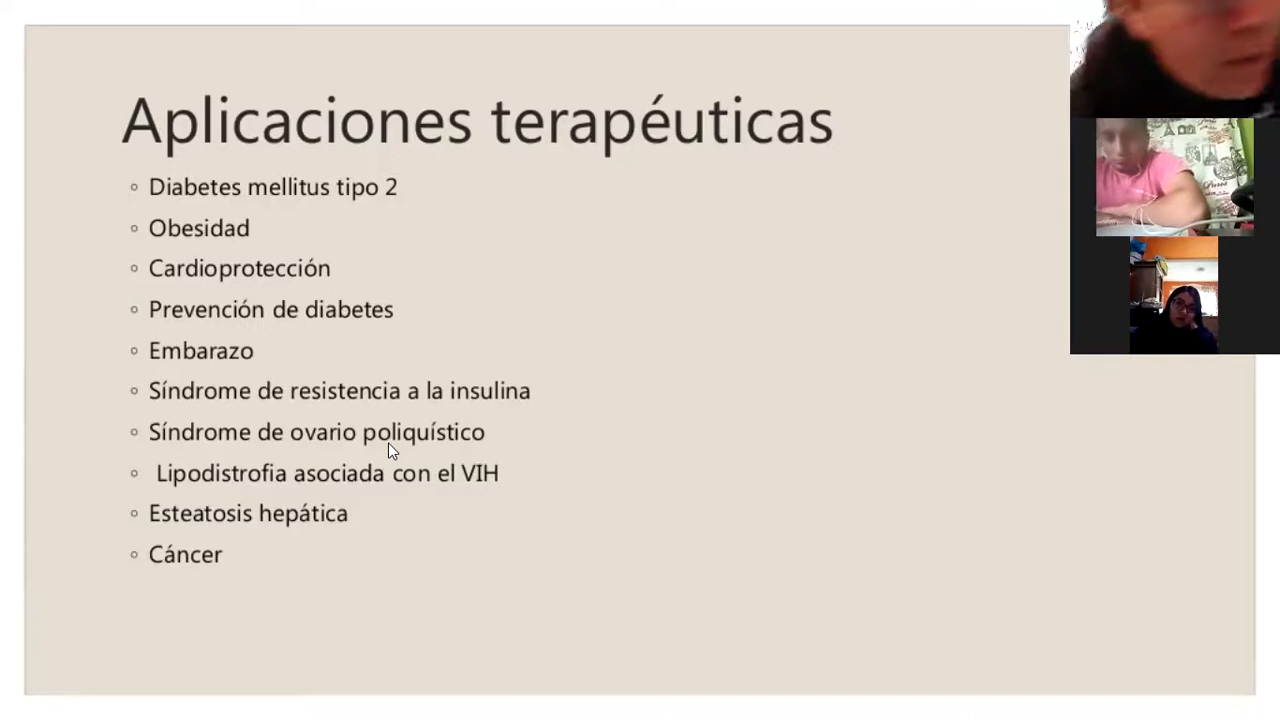 Aplicaciones terapéuticas
Diabetes mellitus tipo 2
Obesidad
Cardioprotección
Prevención de diabetes
Embarazo
Síndrome de resistencia a la insulina
Síndrome de ovario poliquístico
Lipodistrofia asociada con el VIH
Esteatosis hepática
Cáncer